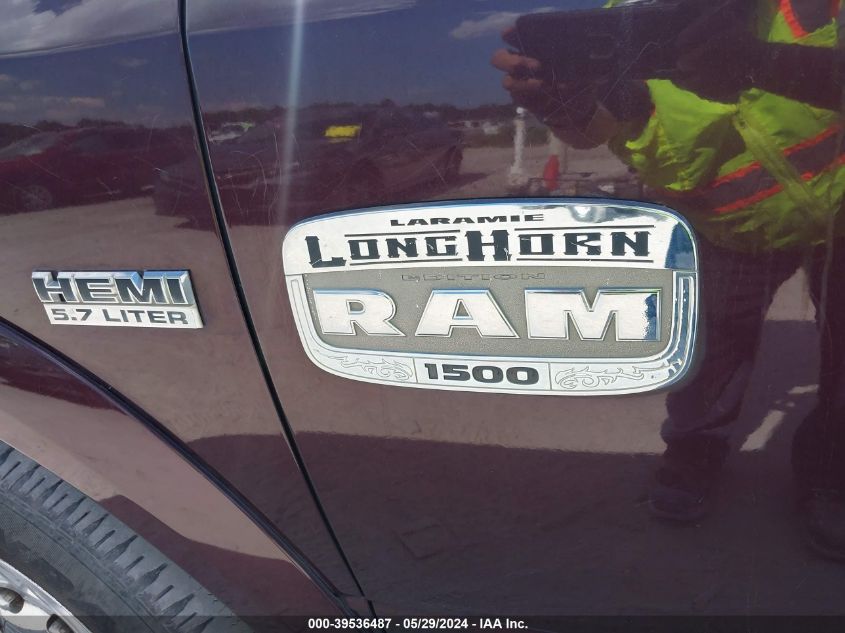 HEMI
5.7 LITER
LARAMIE
LONGHORN
EDITION
RAM
1500
000-39536487 - 05/29/2024 - IAA Inc.